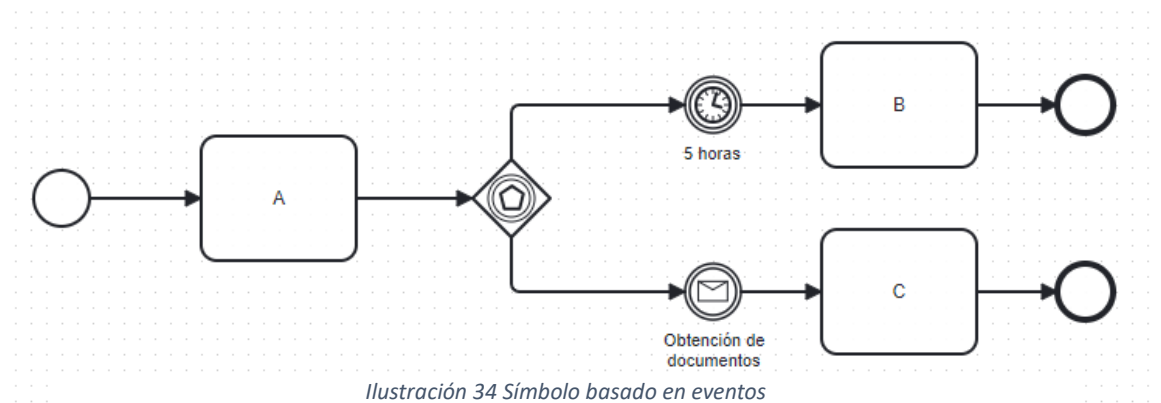 B
5 horas
A
C
Obtención de
documentos
Ilustración 34 Símbolo basado en eventos